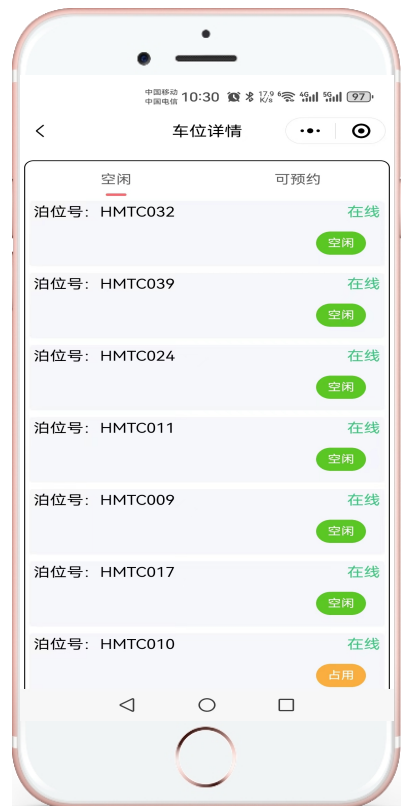 中国移动
中国电信 10:30 17.9 K/s 6 4G 5G 97
车位详情
空闲 可预约
泊位号: HMTC032 在线
空闲
泊位号: HMTC039 在线
空闲
泊位号: HMTC024 在线
空闲
泊位号: HMTC011 在线
空闲
泊位号: HMTC009 在线
空闲
泊位号: HMTC017 在线
空闲
泊位号: HMTC010 在线
占用